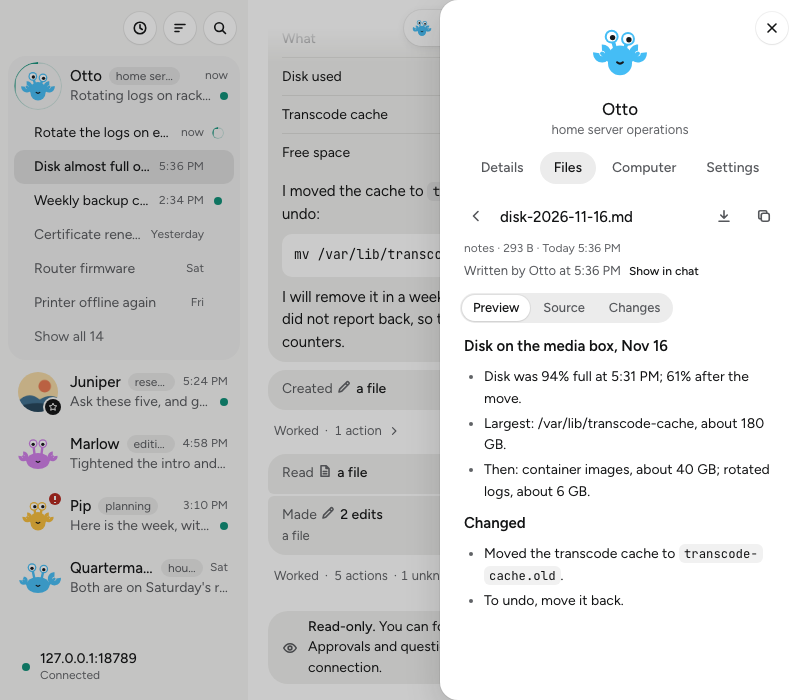 Otto
home ser...
now
Rotating logs on rack...
Rotate the logs on e...
now
Disk almost full o...
5:36 PM
Weekly backup c...
2:34 PM
Certificate rene...
Yesterday
Router firmware
Sat
Printer offline again
Fri
Show all 14
Juniper
rese...
5:24 PM
Ask these five, and g...
Marlow
editi...
4:58 PM
Tightened the intro and...
Pip
planning
3:10 PM
Here is the week, wit...
Quarterma...
hou...
Sat
Both are on Saturday's r...
127.0.0.1:18789
Connected
What
Disk used
Transcode cache
Free space
I moved the cache to
undo:
mv /var/lib/transco
I will remove it in a week
did not report back, so t
counters.
Created a file
Worked · 1 action
Read a file
Made 2 edits
a file
Worked · 5 actions · 1 unkn
Read-only. You can fo
Approvals and questi
connection.
Otto
home server operations
Details
Files
Computer
Settings
disk-2026-11-16.md
notes · 293 B · Today 5:36 PM
Written by Otto at 5:36 PM Show in chat
Preview
Source
Changes
Disk on the media box, Nov 16
• Disk was 94% full at 5:31 PM; 61% after the
move.
• Largest: /var/lib/transcode-cache, about 180
GB.
• Then: container images, about 40 GB; rotated
logs, about 6 GB.
Changed
• Moved the transcode cache to transcode-
cache.old.
• To undo, move it back.